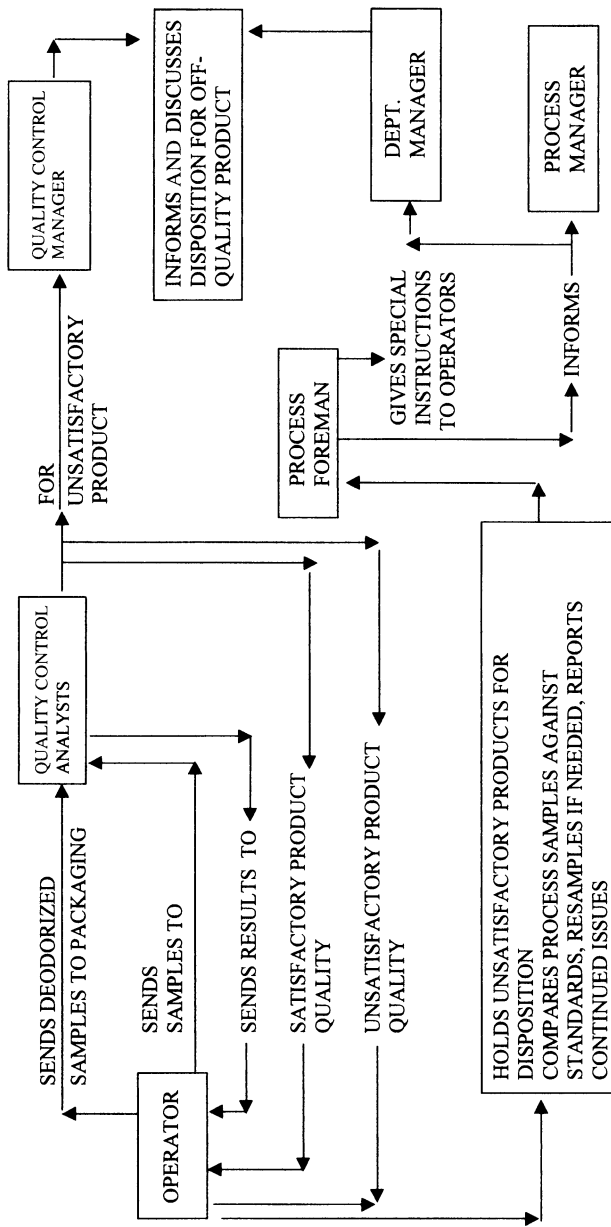 SENDS DEODORIZED
SAMPLES TO PACKAGING
QUALITY CONTROL
ANALYSTS
FOR
UNSATISFACTORY
PRODUCT
QUALITY CONTROL
MANAGER
OPERATOR
SENDS
SAMPLES TO
SENDS RESULTS TO
SATISFACTORY PRODUCT
QUALITY
UNSATISFACTORY PRODUCT
QUALITY
INFORMS AND DISCUSSES
DISPOSITION FOR OFF-
QUALITY PRODUCT
PROCESS
FOREMAN
GIVES SPECIAL
INSTRUCTIONS
TO OPERATORS
DEPT.
MANAGER
INFORMS
PROCESS
MANAGER
HOLDS UNSATISFACTORY PRODUCTS FOR
DISPOSITION
COMPARES PROCESS SAMPLES AGAINST
STANDARDS, RESAMPLES IF NEEDED, REPORTS
CONTINUED ISSUES